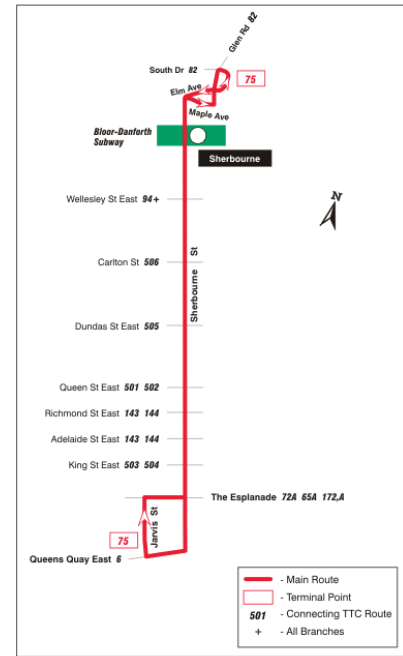 Glen Rd 82
South Dr 82
75
Elm Ave
Maple Ave
Bloor-Danforth
Subway
Sherbourne
N
Wellesley St East 94+
Carlton St 506
Sherbourne St
Dundas St East 505
Queen St East 501 502
Richmond St East 143 144
Adelaide St East 143 144
King St East 503 504
The Esplanade 72A 65A 172,A
Jarvis St
75
Queens Quay East 6
- Main Route
- Terminal Point
501 - Connecting TTC Route
+ - All Branches